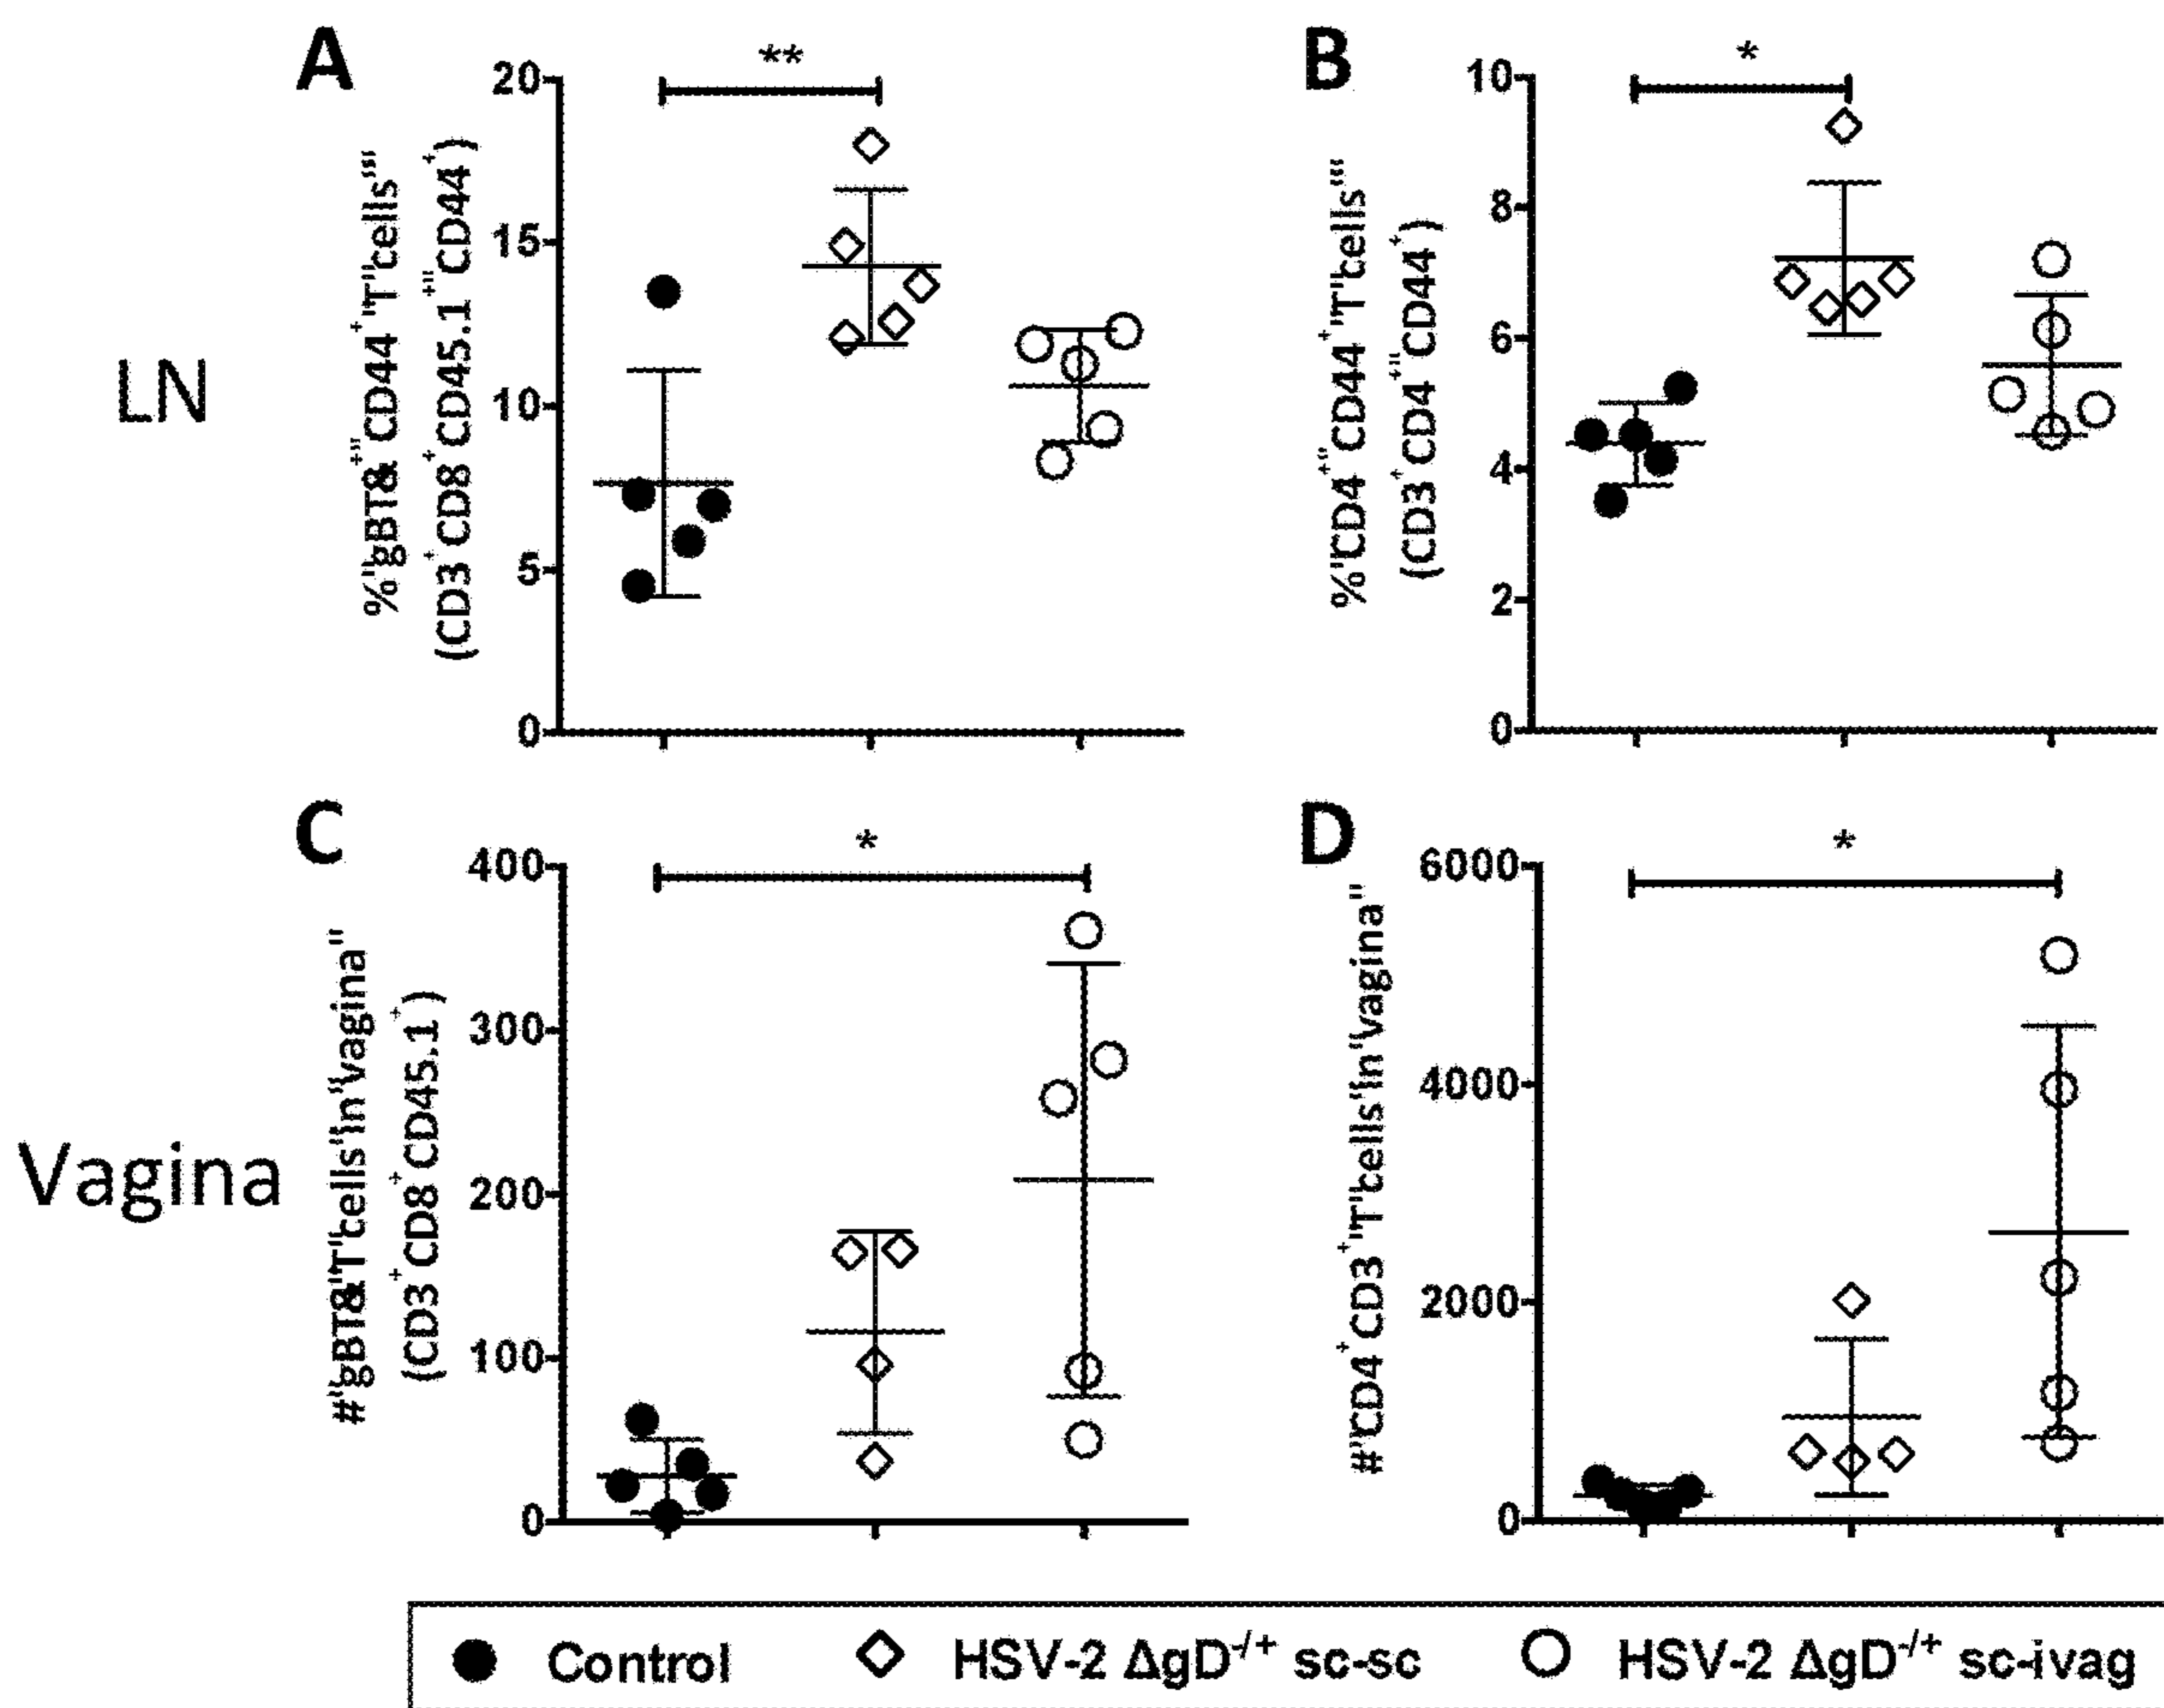 LN
A
**
%"gBT&"CD44+"T"cells"'
(CD3+CD8+CD45.1+"CD44+)
20
15
10
5
0
B
*
%"CD4+"CD44+"T"cells"'
(CD3+CD4+"CD44+)
10
8
6
4
2
0
Vagina
C
*
#"gBT&"T"cells"in"vagina"
(CD3+CD8+CD45.1+)
400
300
200
100
0
D
*
#"CD4+CD3+"T"cells"in"vagina"
6000
4000
2000
0
Control HSV-2 ΔgD-/+ sc-sc HSV-2 ΔgD-/+ sc-ivag